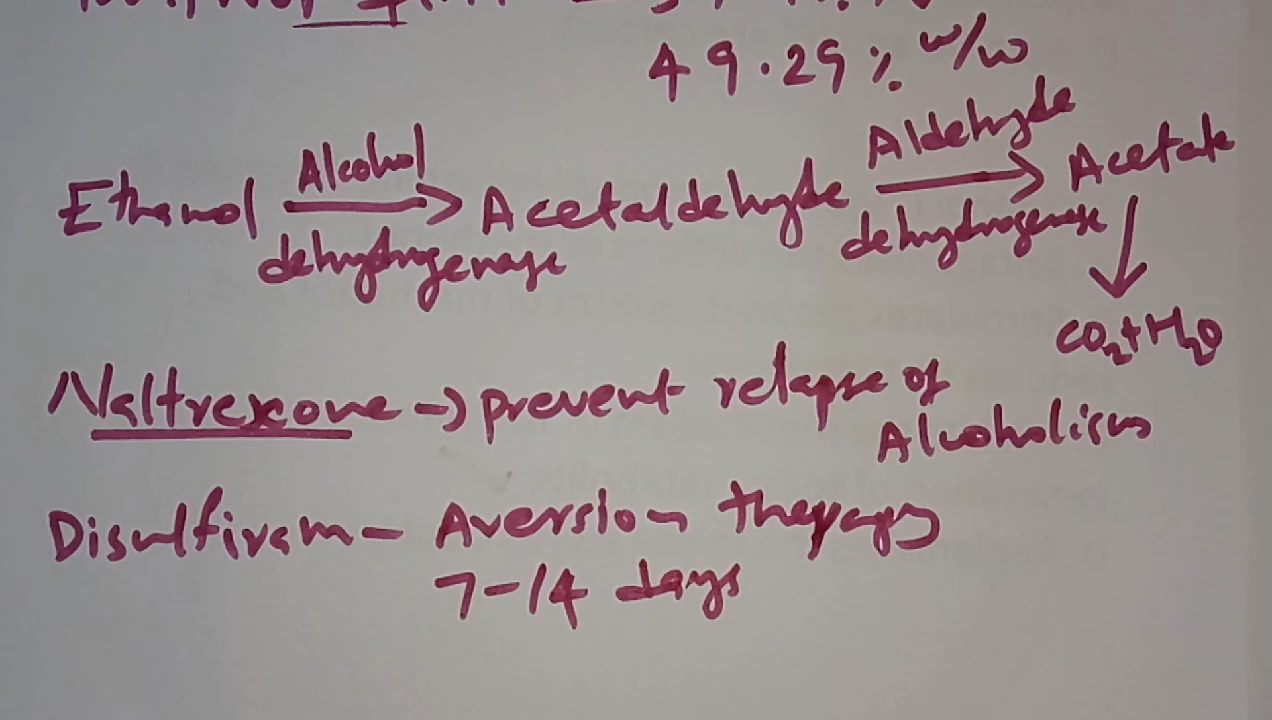 49.29 % w/w
Ethanol Alcohol dehydrogenase → Acetaldehyde Aldehyde dehydrogenase → Acetate
↓
CO₂+H₂O
Naltrexone → prevent relapse of
Alcoholism
Disulfiram - Aversion therapy
7-14 days